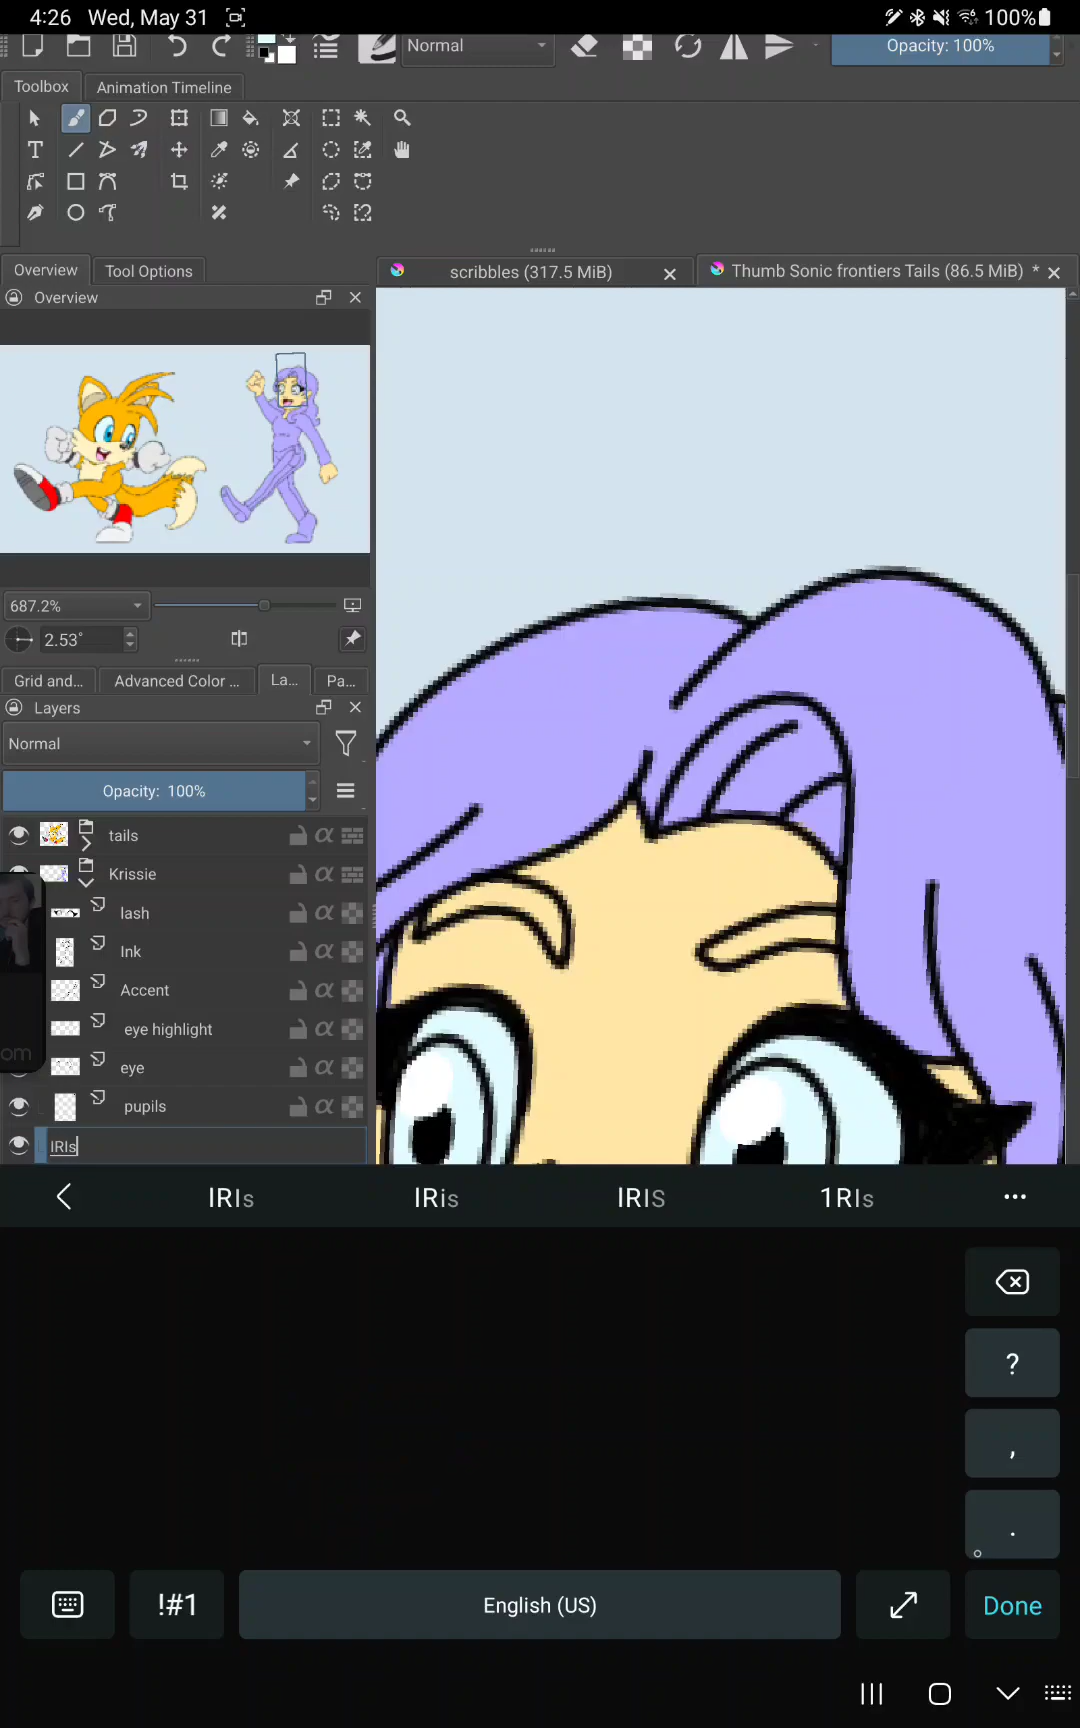 4:26 Wed, May 31 100%
Normal Opacity: 100%
Toolbox Animation Timeline
T
Overview Tool Options
scribbles (317.5 MiB) Thumb Sonic frontiers Tails (86.5 MiB) *
Overview
687.2%
2.53°
Grid and... Advanced Color ... La... Pa...
Layers
Normal
Opacity: 100%
tails
Krissie
lash
Ink
Accent
eye highlight
om
eye
pupils
IRIs
IRIs IRis IRIS 1RIs ...
?
,
.
!#1 English (US) Done